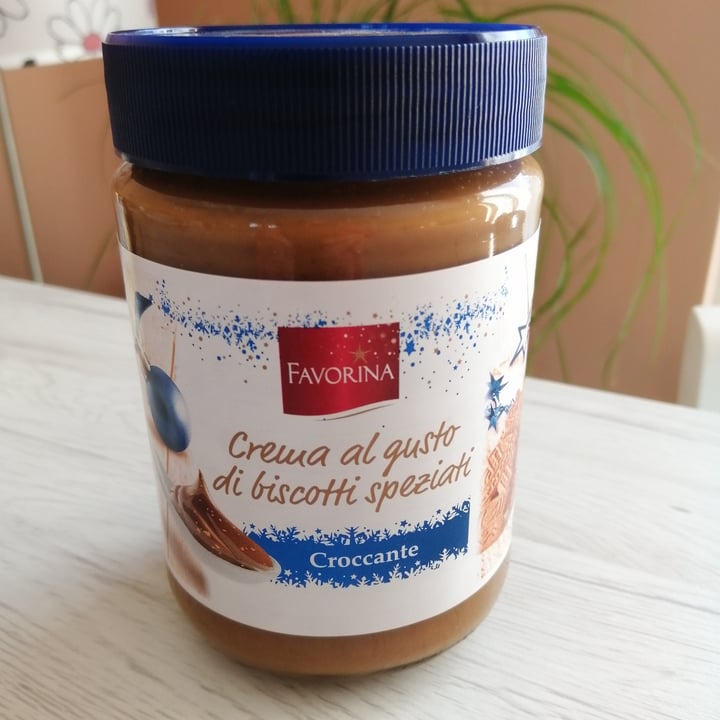 FAVORINA
Crema al gusto
di biscotti speziati
Croccante